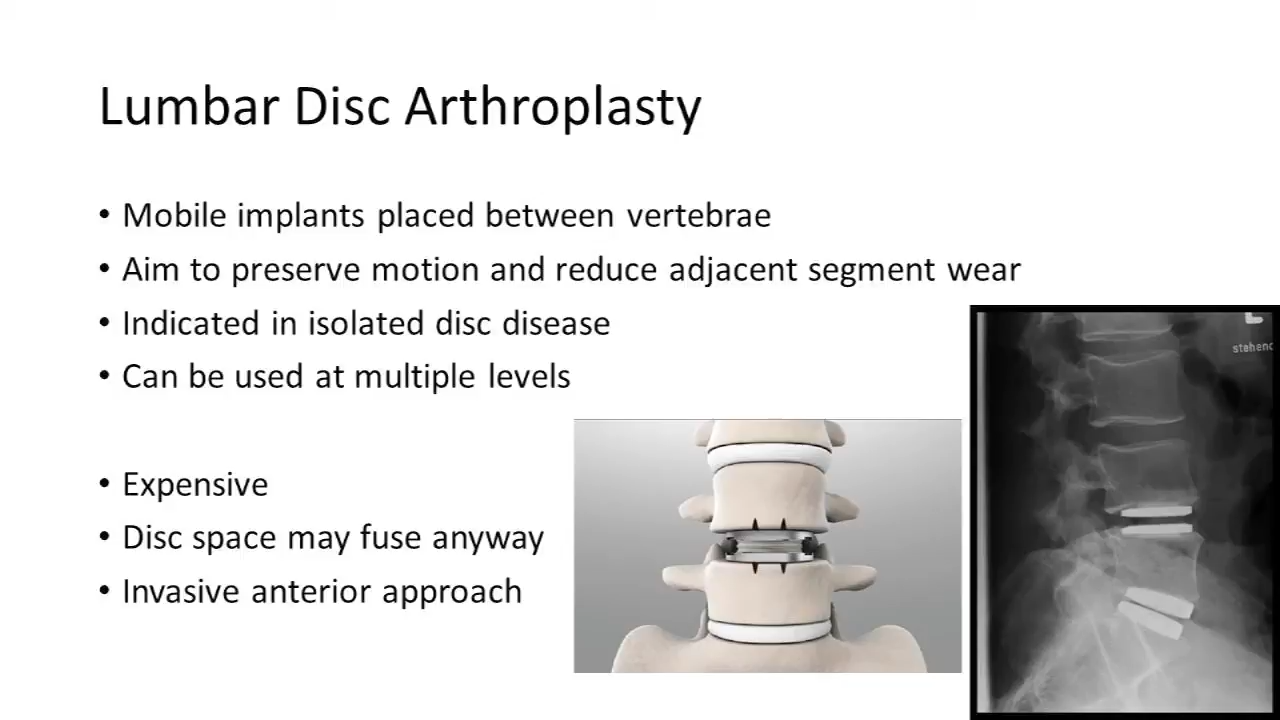 Lumbar Disc Arthroplasty
• Mobile implants placed between vertebrae
• Aim to preserve motion and reduce adjacent segment wear
• Indicated in isolated disc disease
• Can be used at multiple levels
• Expensive
• Disc space may fuse anyway
• Invasive anterior approach
L
stehend